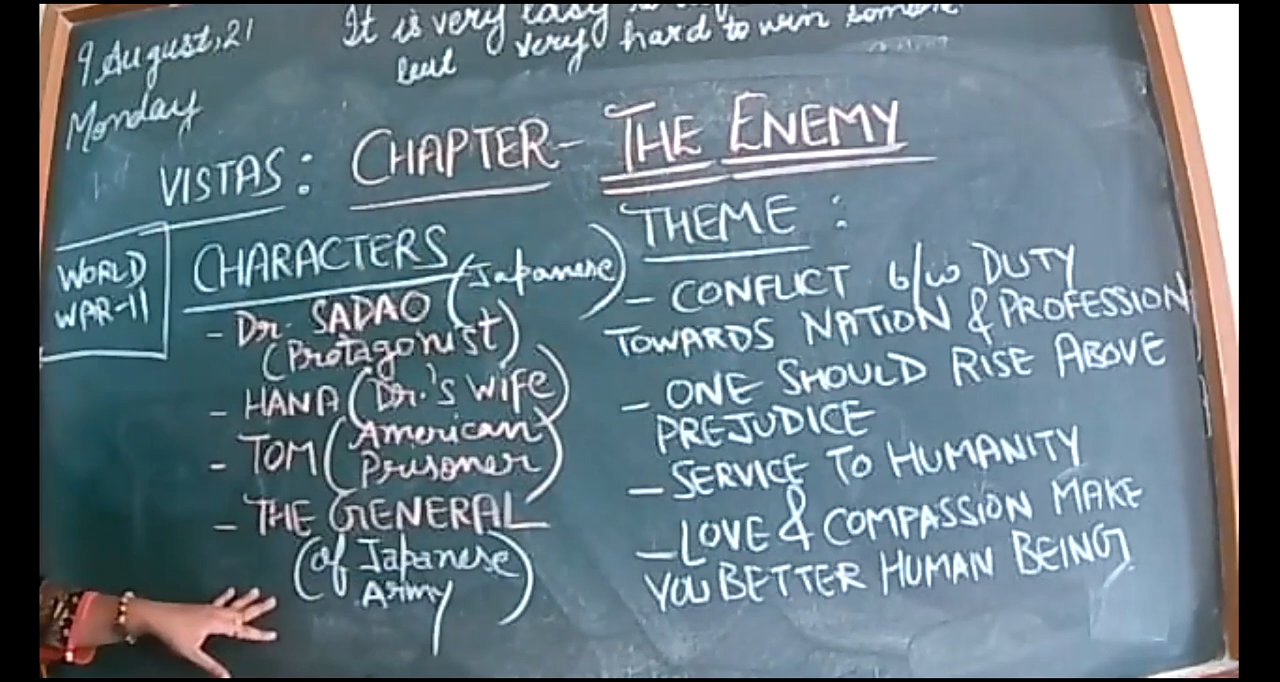 9 August, 21
Monday
It is very easy
but very hard to win someone
VISTAS: CHAPTER- THE ENEMY
WORLD
WAR-II
CHARACTERS
- Dr. SADAO (Japanese)
(Protagonist)
- HANA (Dr.'s WIFE)
- TOM (American
Prisoner)
- THE GENERAL
(of Japanese
Army)
THEME :
- CONFLICT b/w DUTY
TOWARDS NATION & PROFESSION
- ONE SHOULD RISE ABOVE
PREJUDICE
- SERVICE TO HUMANITY
- LOVE & COMPASSION MAKE
YOU BETTER HUMAN BEING